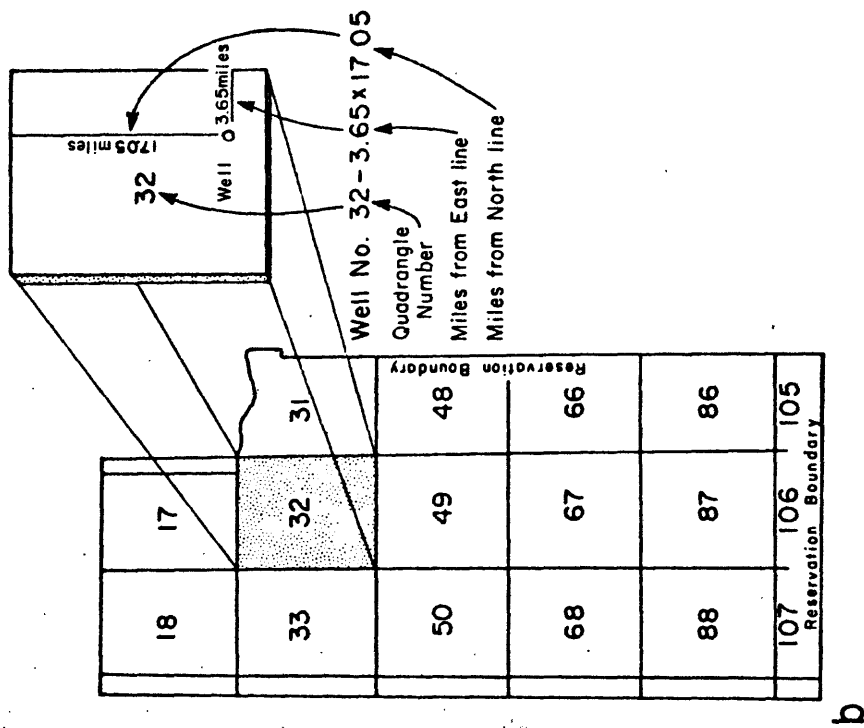 17.05 miles
32
Well
3.65 miles
Well No. 32-3.65x17 05
Quadrangle
Number
Miles from East line
Miles from North line
18 17
33 32 31
50 49 48
Reservation Boundary
68 67 66
88 87 86
107 106 105
Reservation Boundary
b